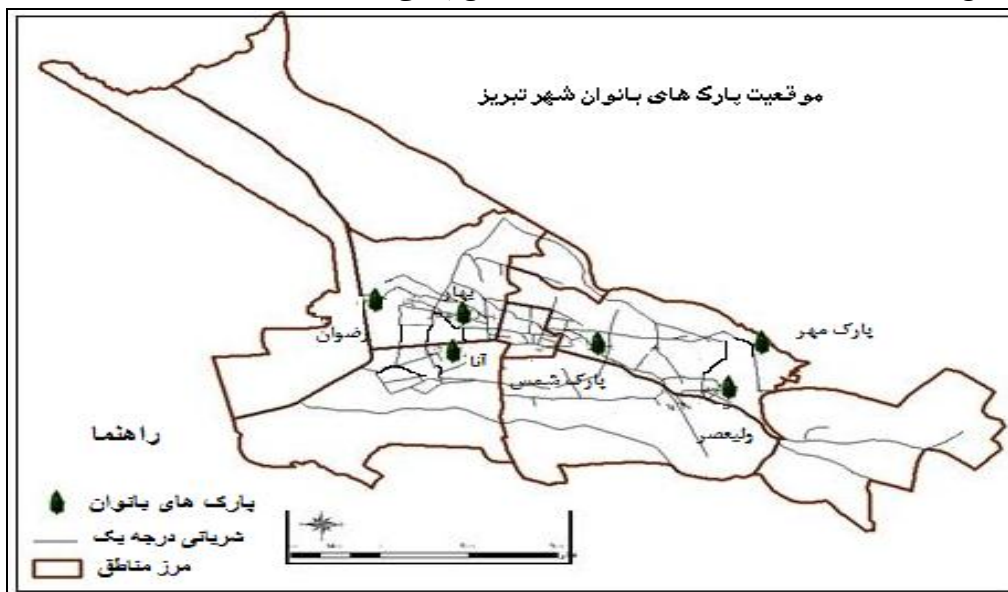 موقعیت پارک های بانوان شهر تبریز
بهار
رضوان
آنا
پارک شمس
پارک مهر
ولیعصر
راهنما
پارک های بانوان
شریانی درجه یک
مرز مناطق